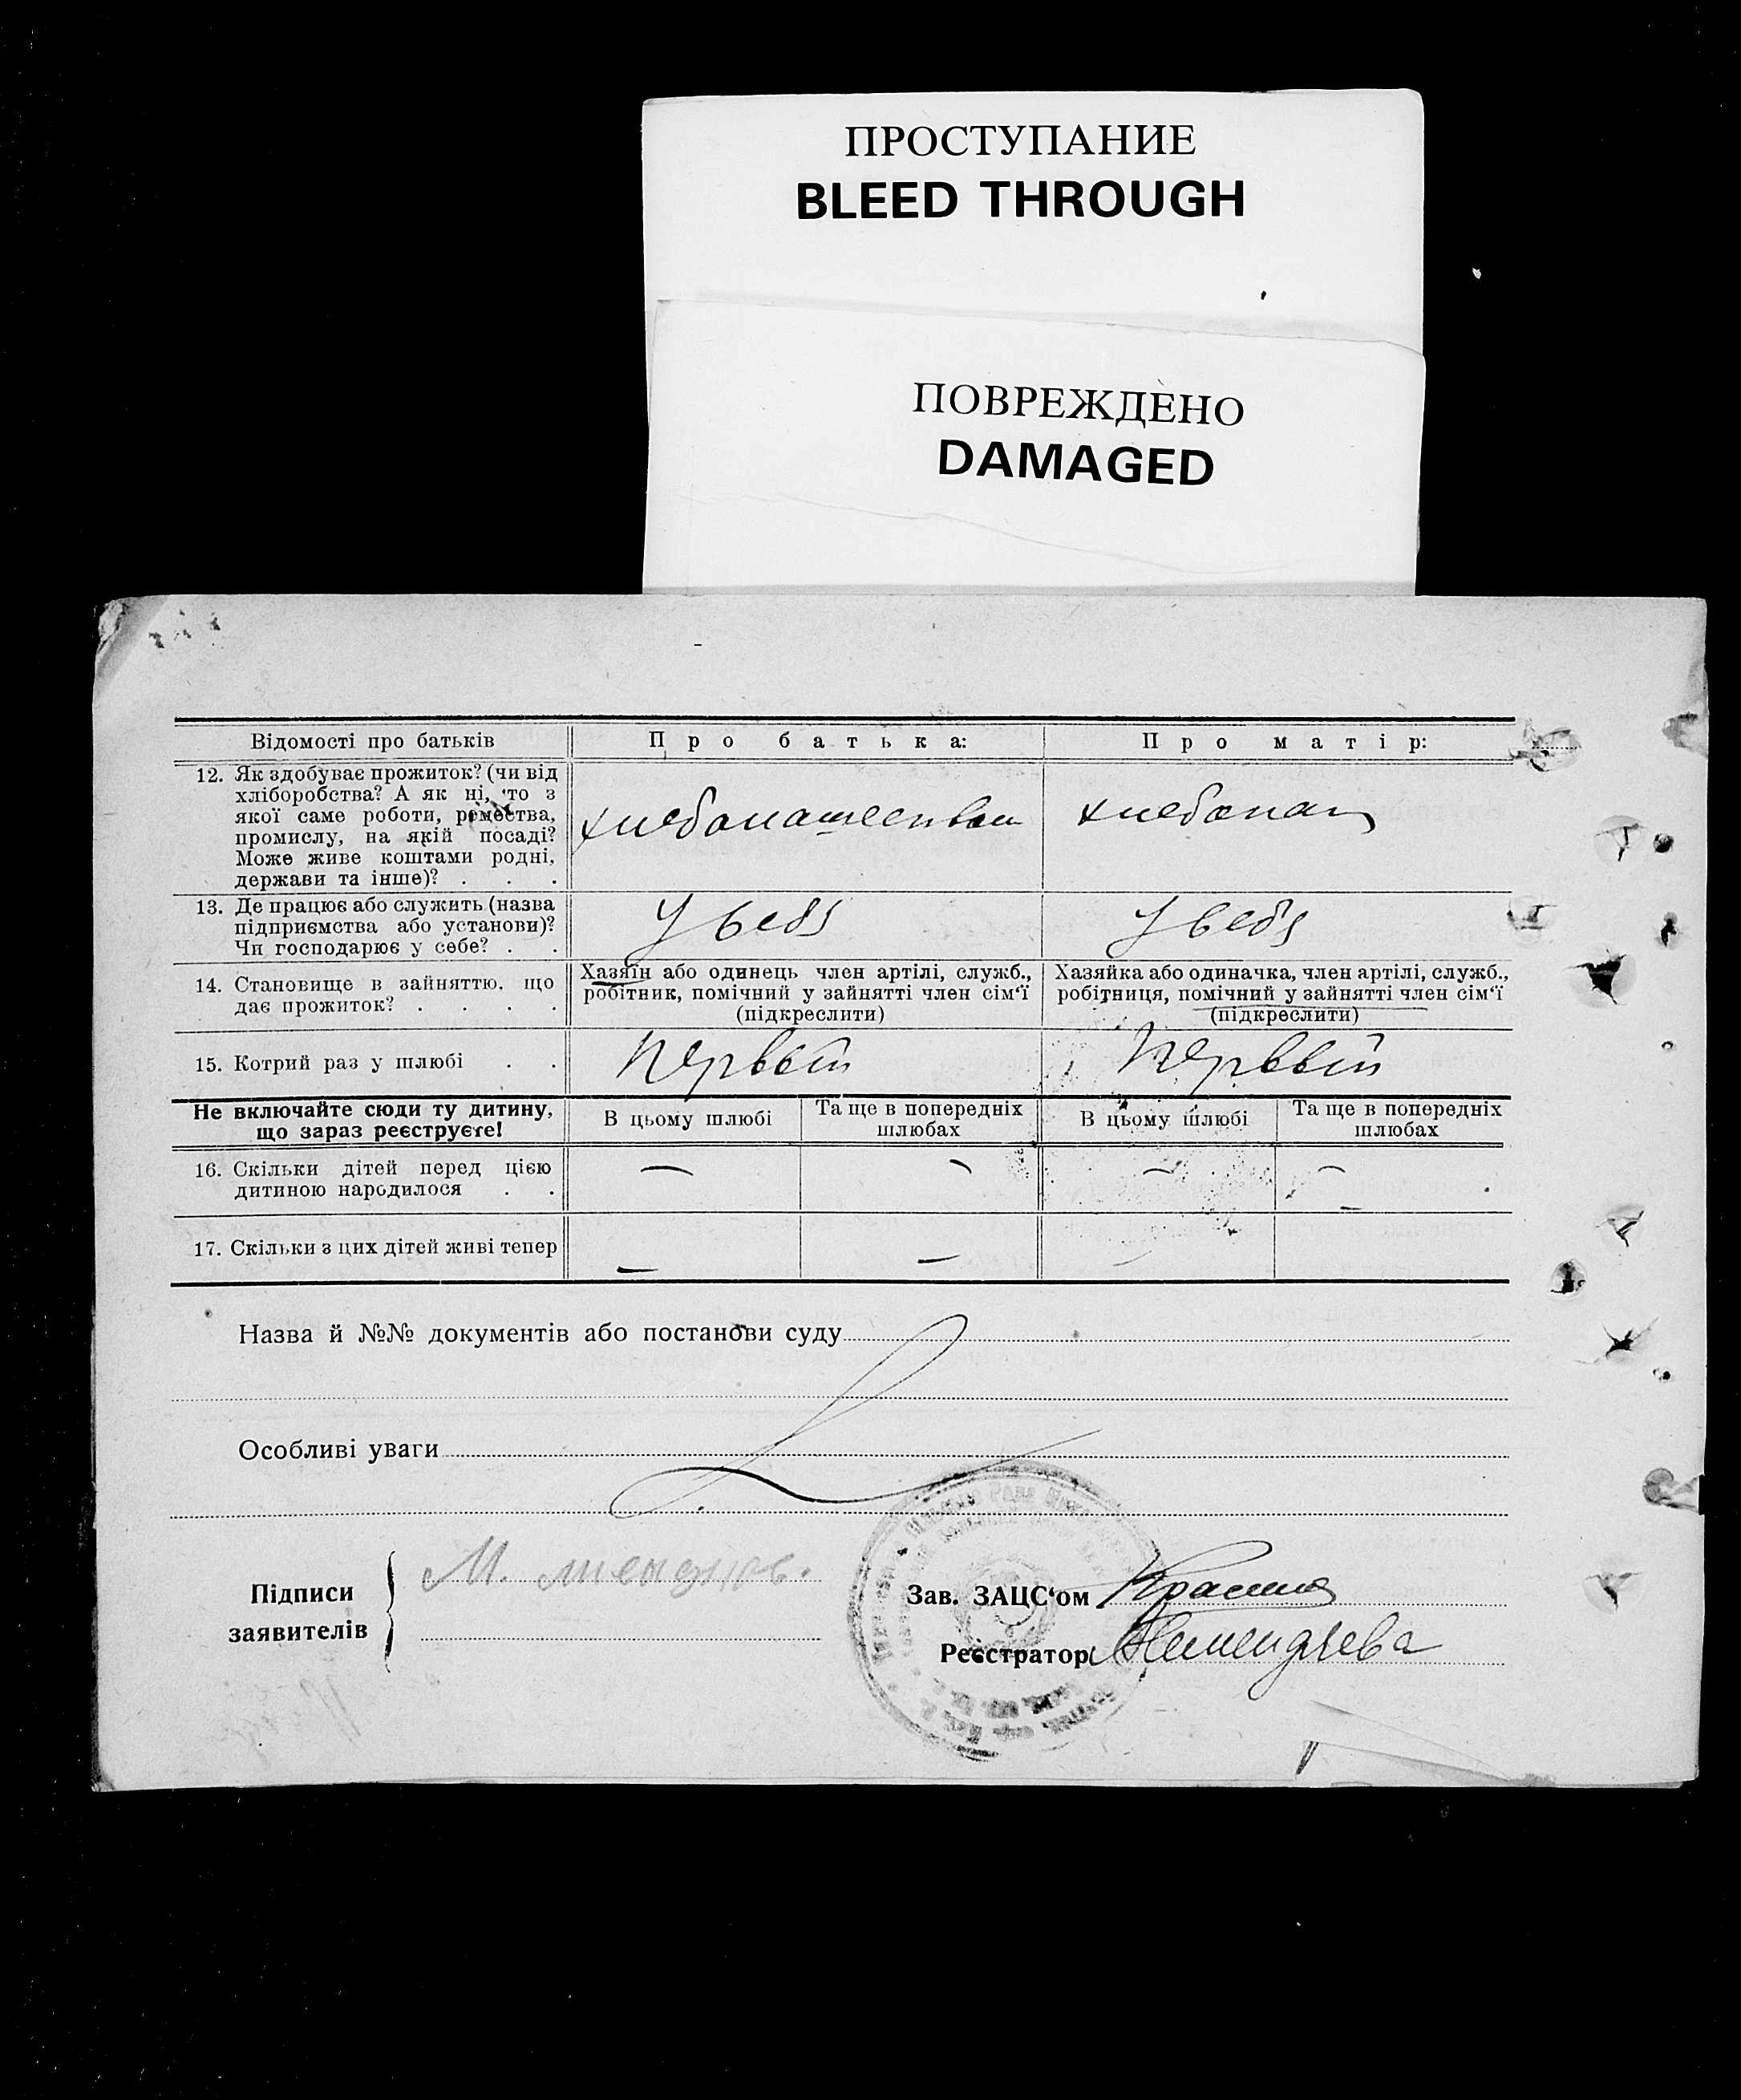 ПРОСТУПАНИЕ
BLEED THROUGH
ПОВРЕЖДЕНО
DAMAGED
Відомості про батьків
Про батька:
Про матір:
12. Як здобуває прожиток? (чи від
хліборобства? А як ні, то з
якої саме роботи, ремества,
промислу, на якій посаді?
Може живе коштами родні,
держави та інше)? . . .
хлебопашеством
хлебопаш
13. Де працює або служить (назва
підприємства або установи)?
Чи господарює у себе? . .
У себя
У себя
14. Становище в зайняттю, що
дає прожиток? . . . .
Хазяїн або одинець член артілі, служб.,
робітник, помічний у зайнятті член сім'ї
(підкреслити)
Хазяйка або одиначка, член артілі, служб.,
робітниця, помічний у зайнятті член сім'ї
(підкреслити)
15. Котрий раз у шлюбі . .
Первый
Первый
Не включайте сюди ту дитину,
що зараз реєструєте!
В цьому шлюбі
Та ще в попередніх
шлюбах
В цьому шлюбі
Та ще в попередніх
шлюбах
16. Скільки дітей перед цією
дитиною народилося . .
— — — —
17. Скільки з цих дітей живі тепер
— — — —
Назва й №№ документів або постанови суду
Особливі уваги
Підписи
заявителів
М.
Зав. ЗАЦС'ом
Реєстратор